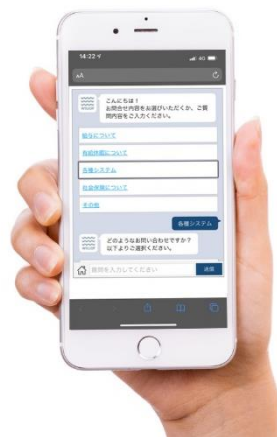 14:22
4G
AA
こんにちは！
お問合せ内容をお選びいただくか、ご質
問内容をご入力ください。
給与について
有給休暇について
各種システム
社会保険について
その他
各種システム
どのようなお問い合わせですか？
以下よりご選択ください。
質問を入力してください
送信